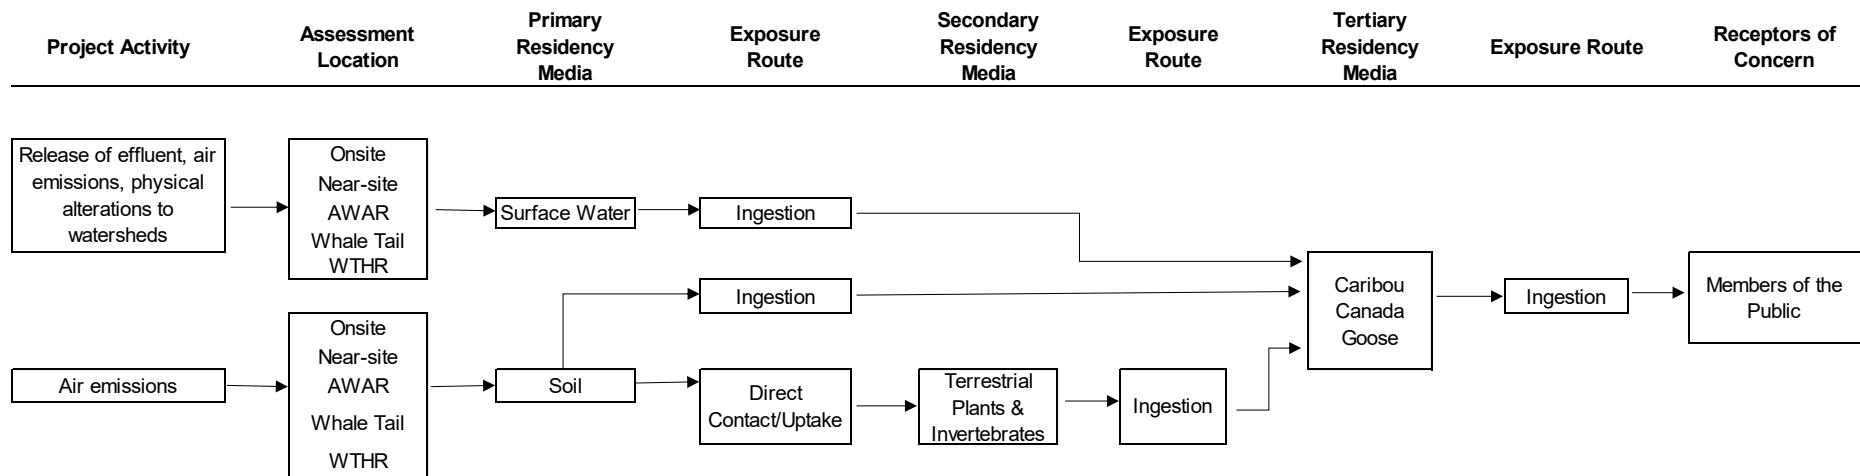 Project Activity
Assessment
Location
Primary
Residency
Media
Exposure
Route
Secondary
Residency
Media
Exposure
Route
Tertiary
Residency
Media
Exposure Route
Receptors of
Concern
Release of effluent, air
emissions, physical
alterations to
watersheds
Onsite
Near-site
AWAR
Whale Tail
WTHR
Surface Water
Ingestion
Ingestion
Caribou
Canada
Goose
Ingestion
Members of the
Public
Air emissions
Onsite
Near-site
AWAR
Whale Tail
WTHR
Soil
Direct
Contact/Uptake
Terrestrial
Plants &
Invertebrates
Ingestion